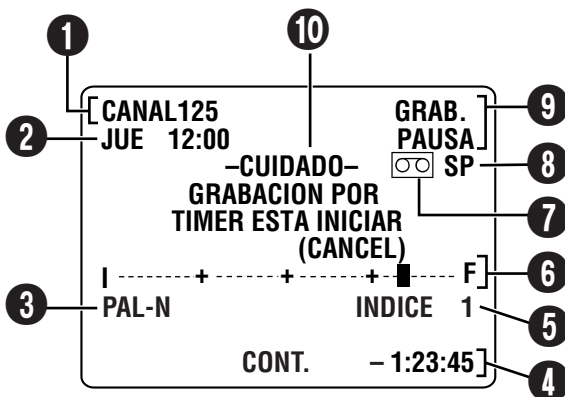 1
10
CANAL125
GRAB.
9
2
JUE 12:00
PAUSA
–CUIDADO–
SP
8
GRABACION POR
TIMER ESTA INICIAR
7
(CANCEL)
I ------ + ------ + ------ + ---- F
6
3
PAL-N
INDICE 1
5
CONT. – 1:23:45
4